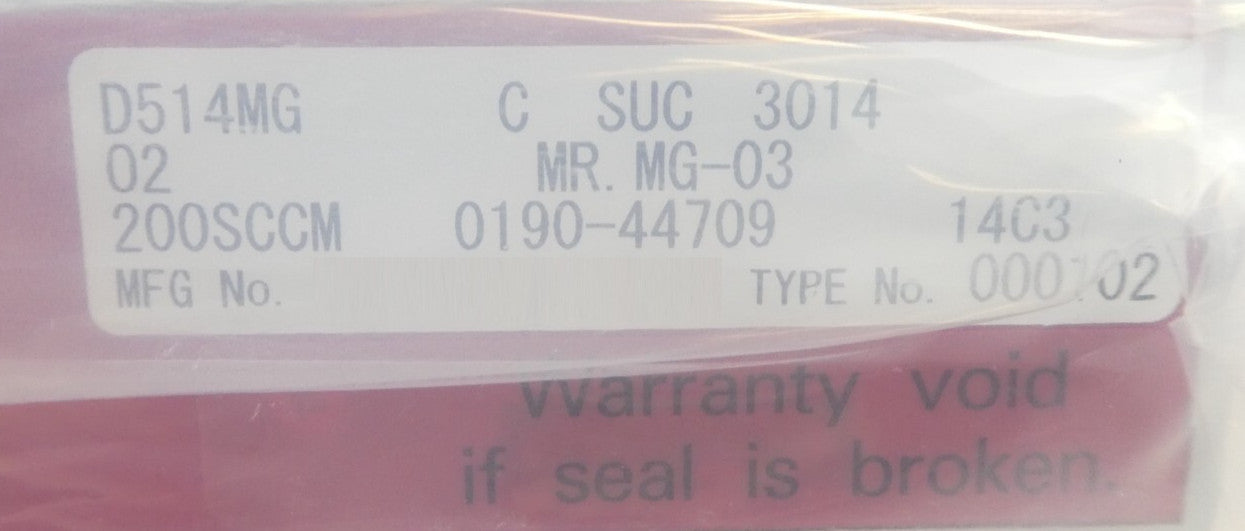 D514MG C SUC 3014
02 MR. MG-03
200SCCM 0190-44709 14C3
MFG No. TYPE No.
Warranty void
if seal is broken.